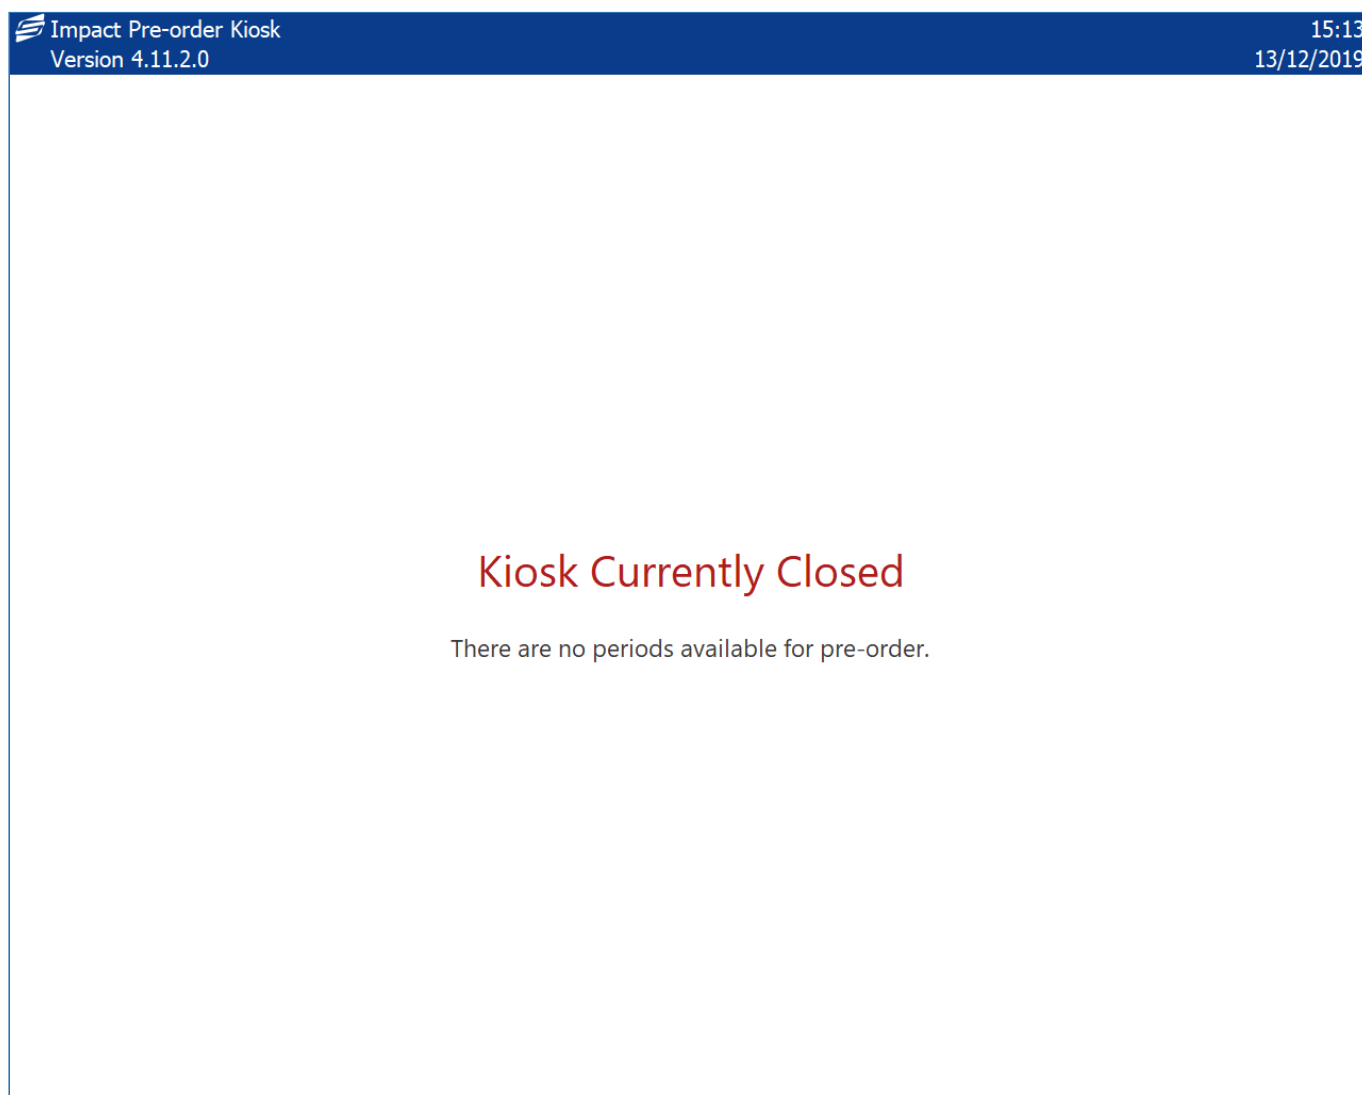 Impact Pre-order Kiosk
15:13
Version 4.11.2.0
13/12/2019
Kiosk Currently Closed
There are no periods available for pre-order.